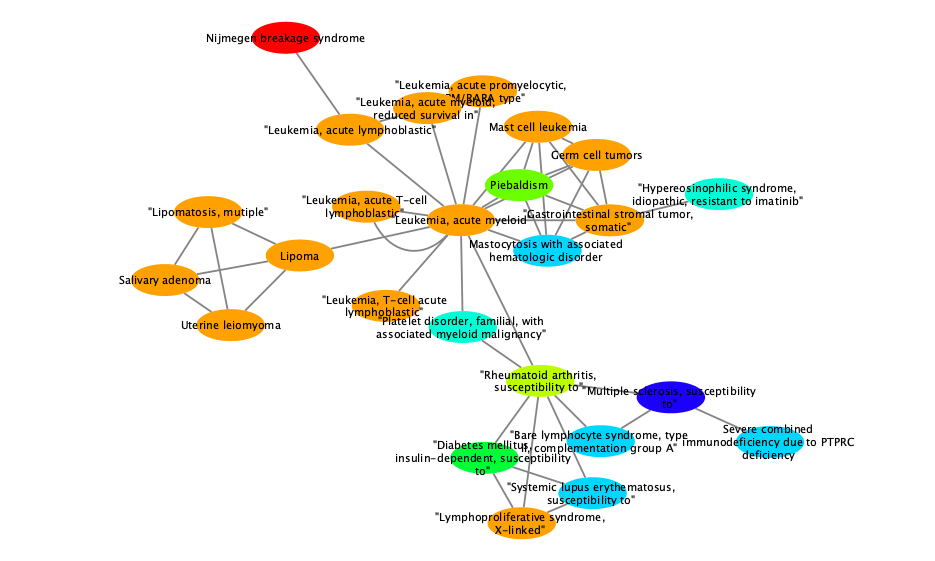 Nijmegen breakage syndrome
"Leukemia, acute promyelocytic,
PM/RARA type"
"Leukemia, acute myeloid,
reduced survival in"
"Leukemia, acute lymphoblastic"
Mast cell leukemia
Germ cell tumors
Piebaldism
"Hypereosinophilic syndrome,
idiopathic, resistant to imatinib"
"Leukemia, acute T-cell
lymphoblastic"
Leukemia, acute myeloid
"Gastrointestinal stromal tumor,
somatic"
"Lipomatosis, mutiple"
Mastocytosis with associated
hematologic disorder
Lipoma
Salivary adenoma
"Leukemia, T-cell acute
lymphoblastic"
Uterine leiomyoma
"Platelet disorder, familial, with
associated myeloid malignancy"
"Rheumatoid arthritis,
susceptibility to"
"Multiple sclerosis, susceptibility
to"
"Bare lymphocyte syndrome, type
II, complementation group A"
Severe combined
immunodeficiency due to PTPRC
deficiency
"Diabetes mellitus,
insulin-dependent, susceptibility
to"
"Systemic lupus erythematosus,
susceptibility to"
"Lymphoproliferative syndrome,
X-linked"